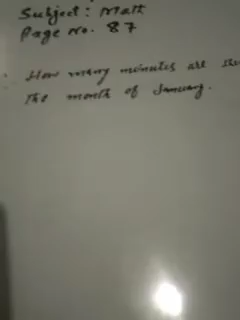 Subject: Math
Page No. 87
How many minutes are
the month of January.